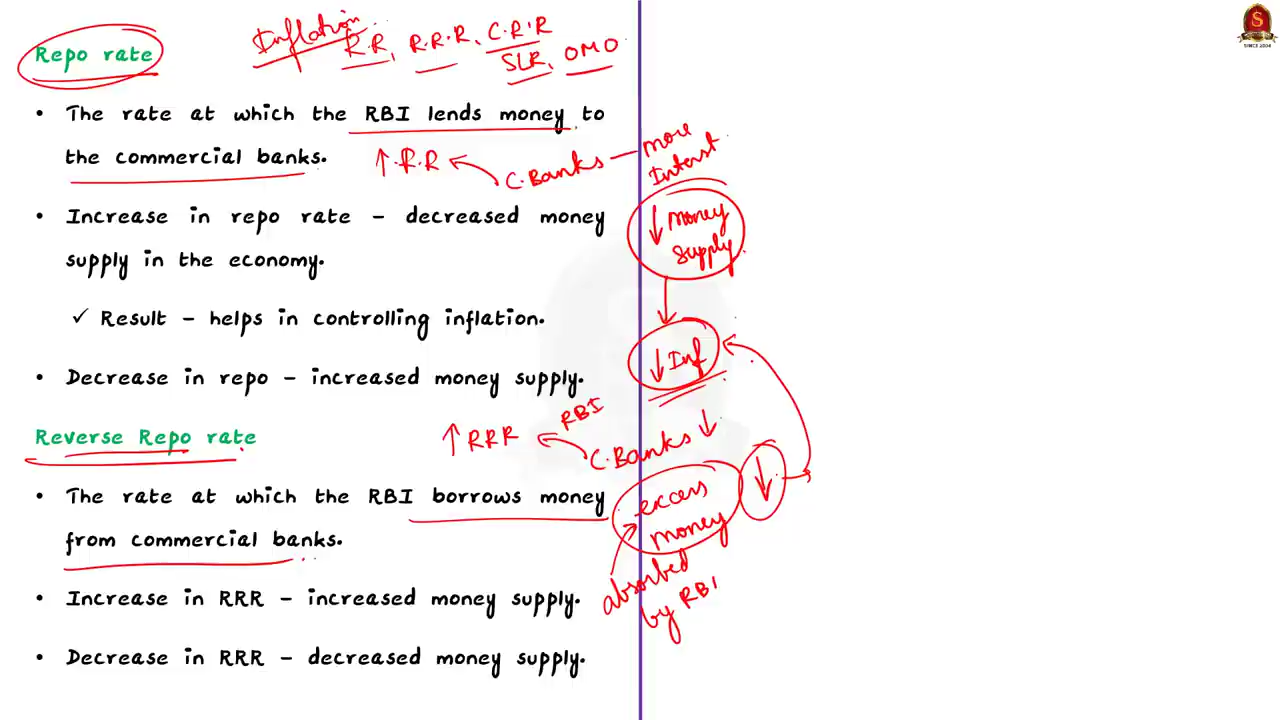 Inflation
R.R, R.R.R, C.R.R
SLR, OMO
Repo rate
• The rate at which the RBI lends money to
the commercial banks.
↑ R.R
C.Banks — more
Interst
• Increase in repo rate – decreased money
supply in the economy.
↓ Money
supply
✓ Result – helps in controlling inflation.
↓ Inf
• Decrease in repo – increased money supply.
Reverse Repo rate
↑ RRR
RBI
C.Banks ↓
• The rate at which the RBI borrows money
from commercial banks.
excess
money
↓
absorbed
by RBI
• Increase in RRR – increased money supply.
• Decrease in RRR – decreased money supply.
S
SINCE 2004